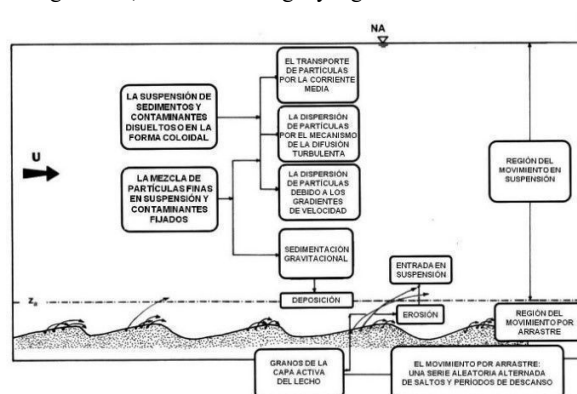 NA
EL TRANSPORTE
DE PARTÍCULAS
POR LA CORRIENTE
MEDIA
LA SUSPENSIÓN DE
SEDIMENTOS Y
CONTAMINANTES
DISUELTOS O EN LA
FORMA COLOIDAL
LA DISPERSIÓN
DE PARTÍCULAS
POR EL MECANISMO
DE LA DIFUSIÓN
TURBULENTA
U
LA MEZCLA DE
PARTÍCULAS FINAS
EN SUSPENSIÓN Y
CONTAMINANTES
FIJADOS
LA DISPERSIÓN
DE PARTÍCULAS
DEBIDO A LOS
GRADIENTES
DE VELOCIDAD
REGIÓN DEL
MOVIMIENTO EN
SUSPENSIÓN
SEDIMENTACIÓN
GRAVITACIONAL
ENTRADA EN
SUSPENSIÓN
DEPOSICIÓN
EROSIÓN
REGIÓN DEL
MOVIMIENTO POR
ARRASTRE
GRANOS DE LA
CAPA ACTIVA
DEL LECHO
EL MOVIMIENTO POR ARRASTRE:
UNA SERIE ALEATORIA ALTERNADA
DE SALTOS Y PERÍODOS DE DESCANSO